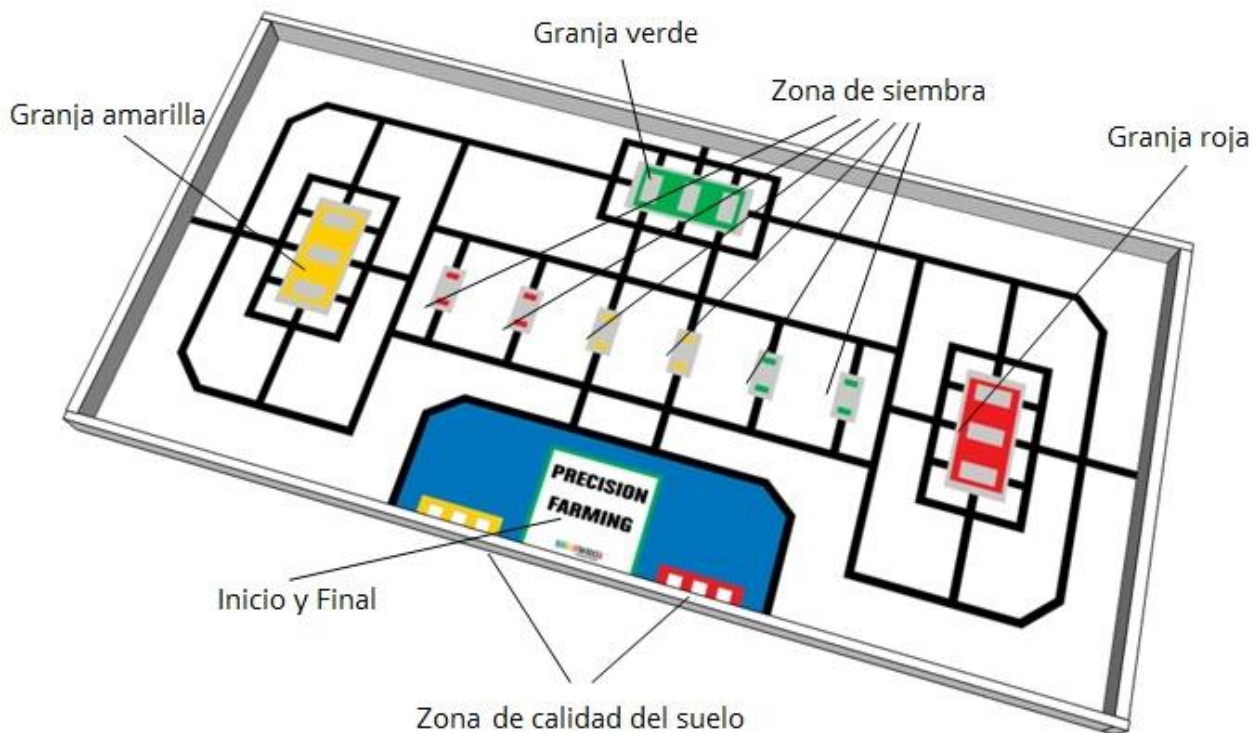 Granja verde
Zona de siembra
Granja amarilla
Granja roja
PRECISION
FARMING
Inicio y Final
Zona de calidad del suelo